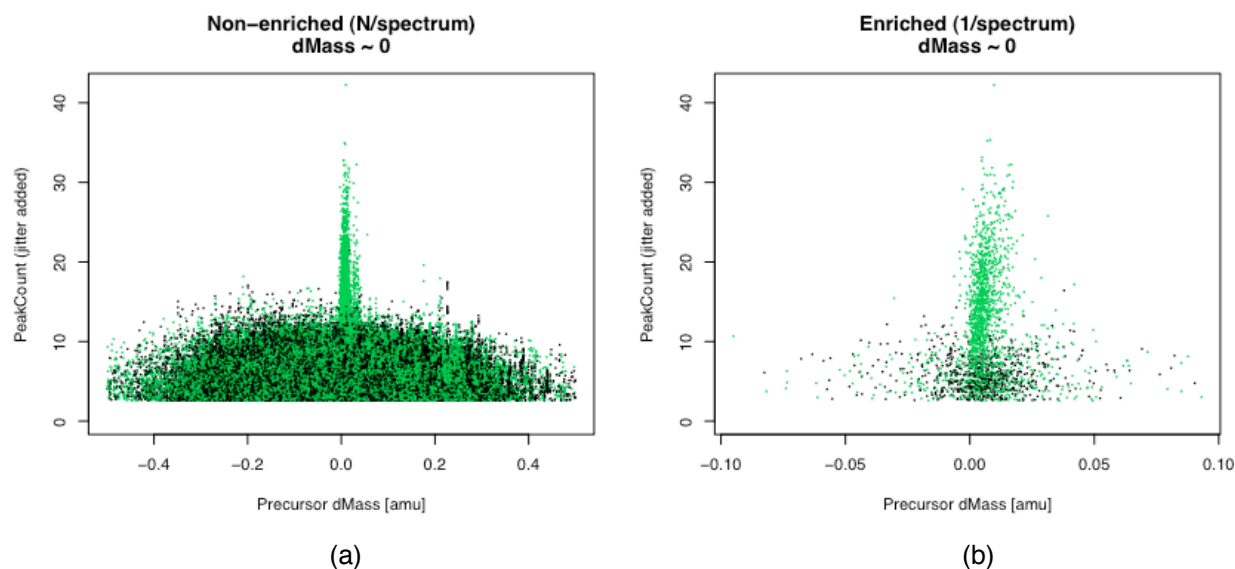 Non−enriched (N/spectrum)
dMass ~ 0
PeakCount (jitter added)
40
30
20
10
0
−0.4
−0.2
0.0
0.2
0.4
Precursor dMass [amu]
(a)
Enriched (1/spectrum)
dMass ~ 0
PeakCount (jitter added)
40
30
20
10
0
−0.10
−0.05
0.00
0.05
0.10
Precursor dMass [amu]
(b)